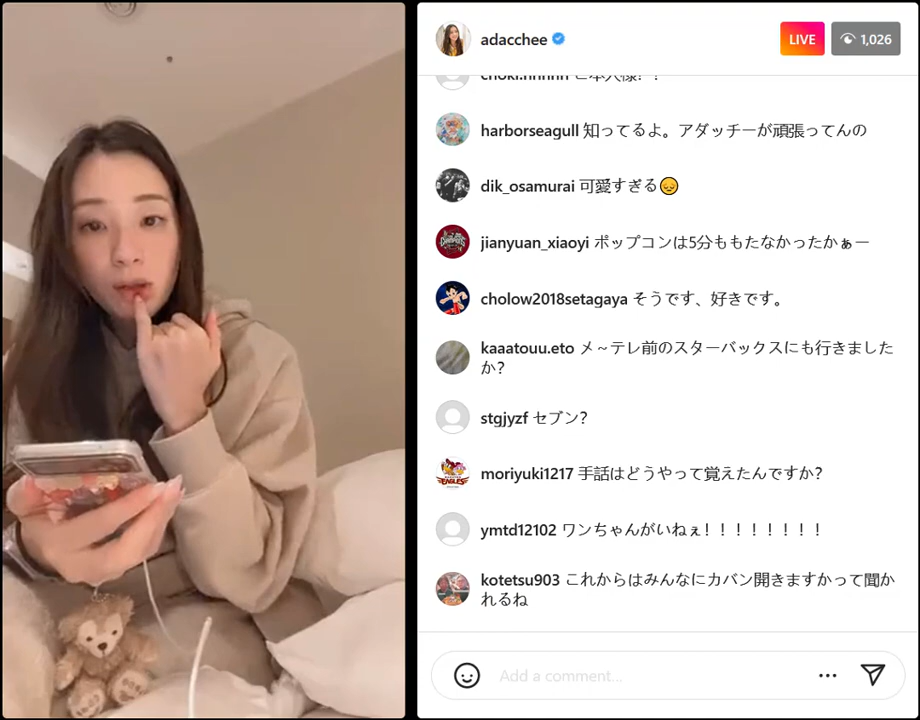 adacchee
LIVE
1,026
choki.hhhhh ご本人様！？
harborseagull 知ってるよ。アダッチーが頑張ってんの
dik_osamurai 可愛すぎる😔
jianyuan_xiaoyi ポップコンは5分ももたなかったかぁー
cholow2018setagaya そうです、好きです。
kaaatouu.eto メ～テレ前のスターバックスにも行きました
か?
stgjyzf セブン?
moriyuki1217 手話はどうやって覚えたんですか?
EAGLES
ymtd12102 ワンちゃんがいねぇ！！！！！！！！
kotetsu903 これからはみんなにカバン開きますかって聞か
れるね
Add a comment...